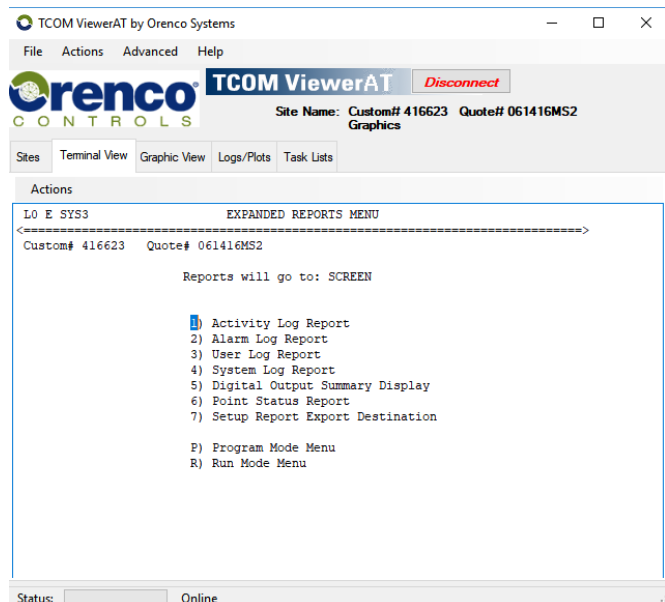 TCOM ViewerAT by Orenco Systems
File Actions Advanced Help
Orenco
CONTROLS
TCOM ViewerAT Disconnect
Site Name: Custom# 416623 Quote# 061416MS2
Graphics
Sites Terminal View Graphic View Logs/Plots Task Lists
Actions
L0 E SYS3 EXPANDED REPORTS MENU
<==============================================================================>
Custom# 416623 Quote# 061416MS2
Reports will go to: SCREEN
1) Activity Log Report
2) Alarm Log Report
3) User Log Report
4) System Log Report
5) Digital Output Summary Display
6) Point Status Report
7) Setup Report Export Destination
P) Program Mode Menu
R) Run Mode Menu
Status: Online